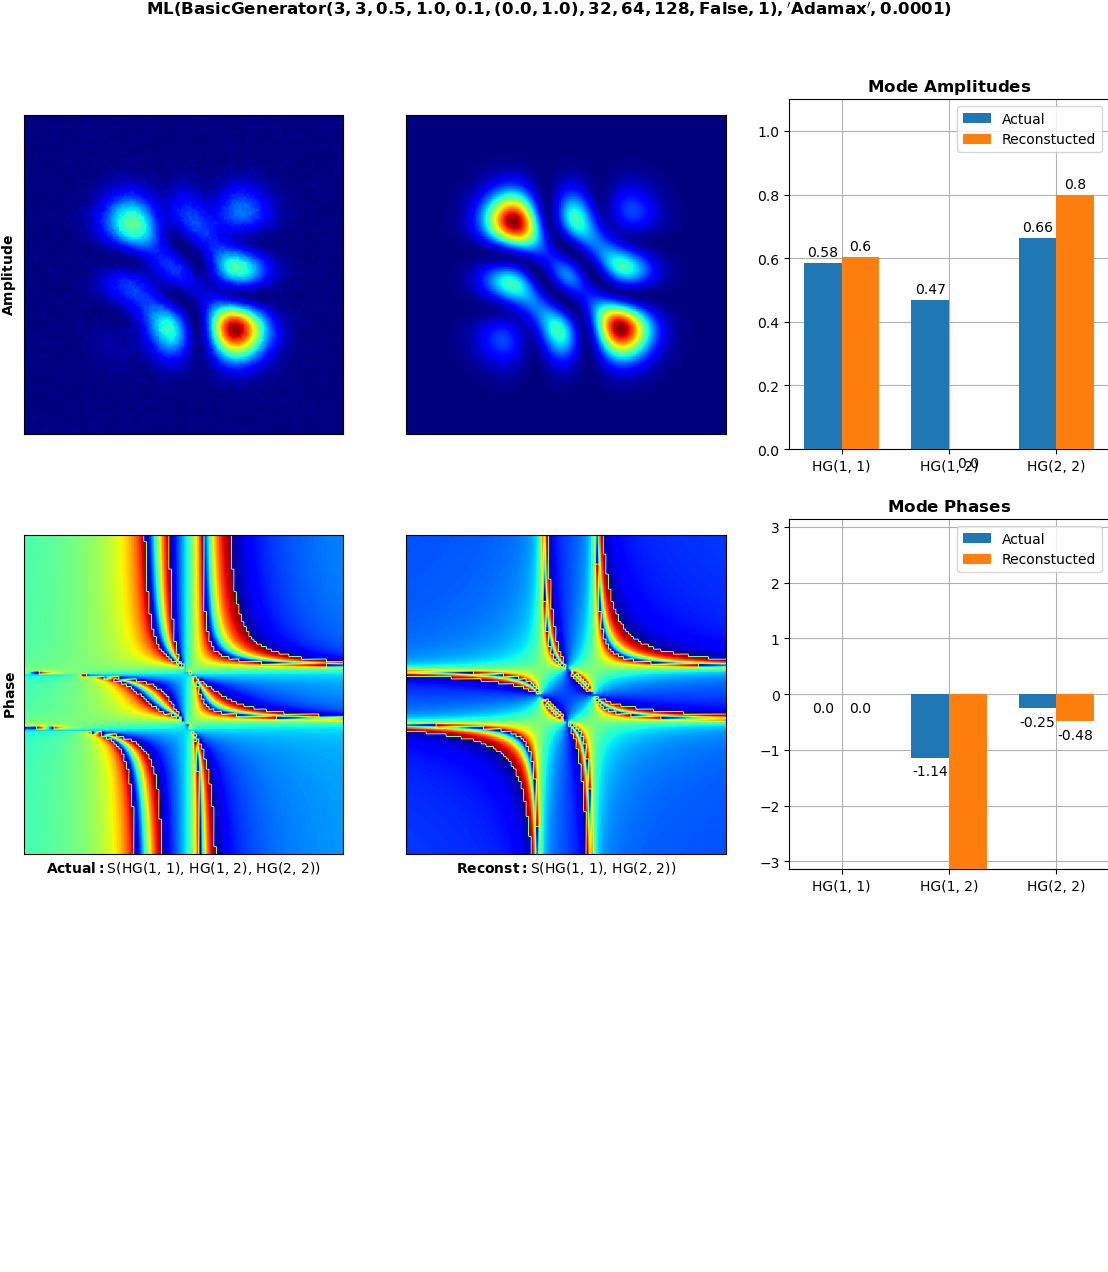 ML(BasicGenerator(3, 3, 0.5, 1.0, 0.1, (0.0, 1.0), 32, 64, 128, False, 1), ′Adamax′, 0.0001)
Amplitude
Mode Amplitudes
Actual
Reconstucted
1.0
0.8
0.6
0.4
0.2
0.0
0.58
0.6
0.47
0.0
0.66
0.8
HG(1, 1)
HG(1, 2)
HG(2, 2)
Phase
Actual: S(HG(1, 1), HG(1, 2), HG(2, 2))
Reconst: S(HG(1, 1), HG(2, 2))
Mode Phases
Actual
Reconstucted
3
2
1
0
−1
−2
−3
0.0
0.0
-1.14
-0.25
-0.48
HG(1, 1)
HG(1, 2)
HG(2, 2)